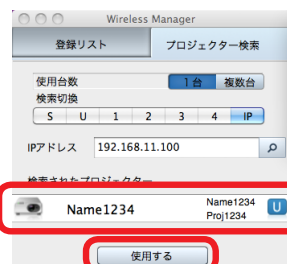 Wireless Manager
登録リスト プロジェクター検索
使用台数 1台 複数台
検索切換
S U 1 2 3 4 IP
IPアドレス 192.168.11.100
検索されたプロジェクター
Name1234 Name1234 U
Proj1234
使用する